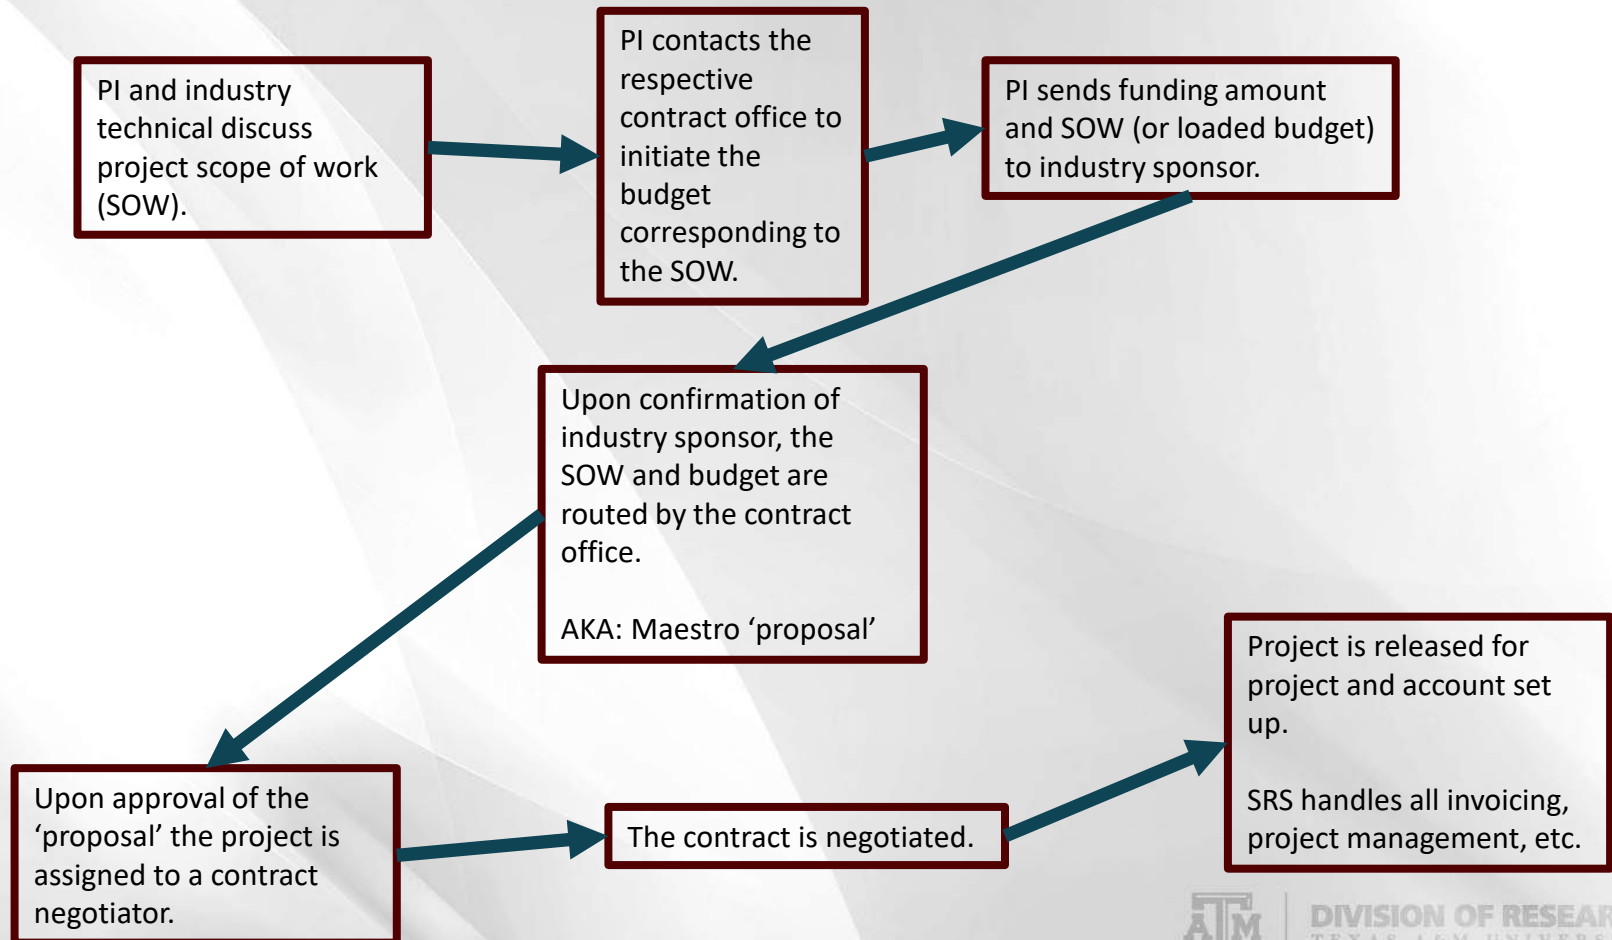 PI and industry
technical discuss
project scope of work
(SOW).
PI contacts the
respective
contract office to
initiate the
budget
corresponding to
the SOW.
PI sends funding amount
and SOW (or loaded budget)
to industry sponsor.
Upon confirmation of
industry sponsor, the
SOW and budget are
routed by the contract
office.
AKA: Maestro ‘proposal’
Upon approval of the
‘proposal’ the project is
assigned to a contract
negotiator.
The contract is negotiated.
Project is released for
project and account set
up.
SRS handles all invoicing,
project management, etc.
ATM
DIVISION OF RESEAR
TEXAS A&M UNIVERS